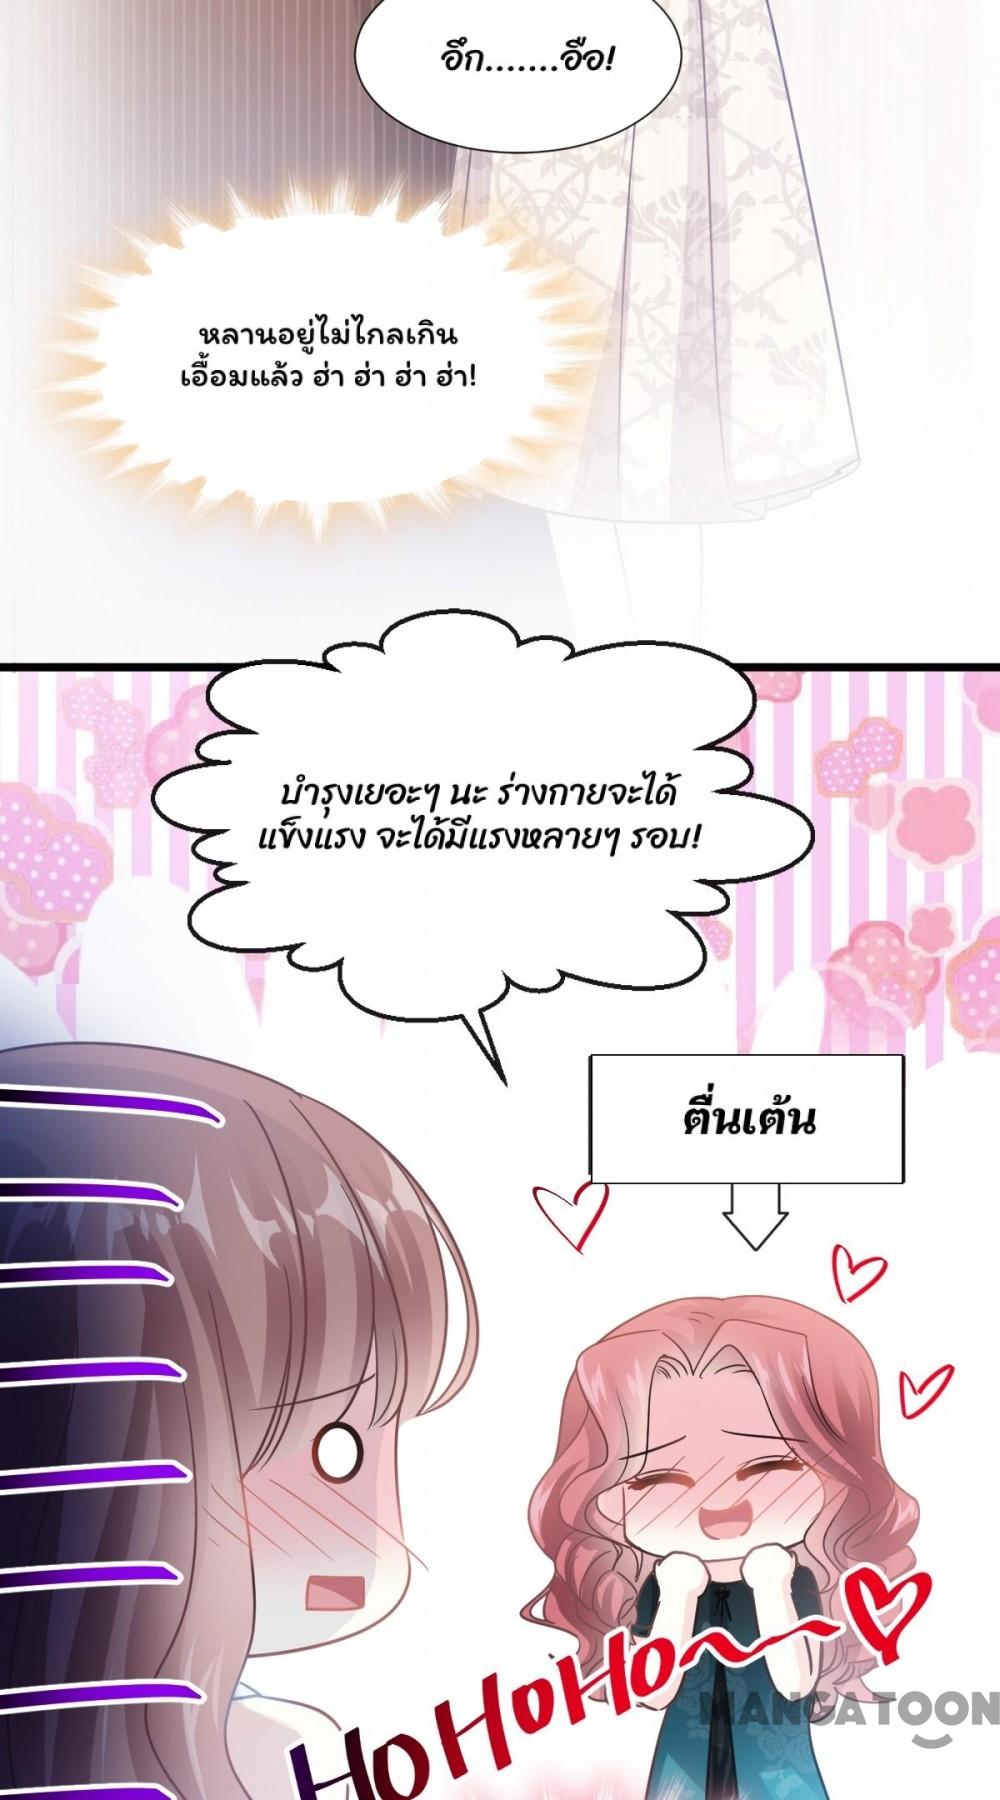 อึก.......อือ!
หลานอยู่ไม่ไกลเกิน
เอื้อมแล้ว ฮ่า ฮ่า ฮ่า ฮ่า!
บำรุงเยอะๆ นะ ร่างกายจะได้
แข็งแรง จะได้มีแรงหลายๆ รอบ!
ตื่นเต้น
HoHoHoHo~~
MANGATOON